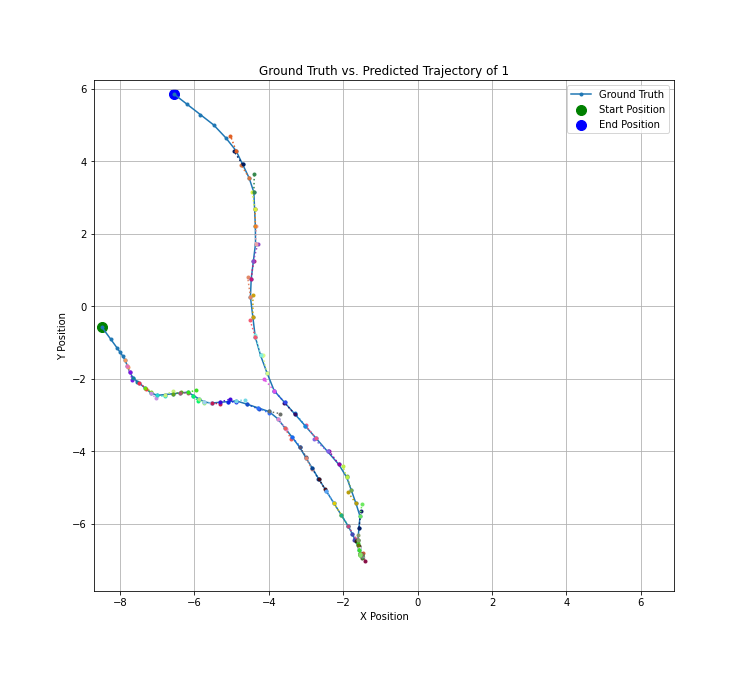 Ground Truth vs. Predicted Trajectory of 1
Ground Truth
Start Position
End Position
Y Position
6
4
2
0
−2
−4
−6
−8 −6 −4 −2 0 2 4 6
X Position